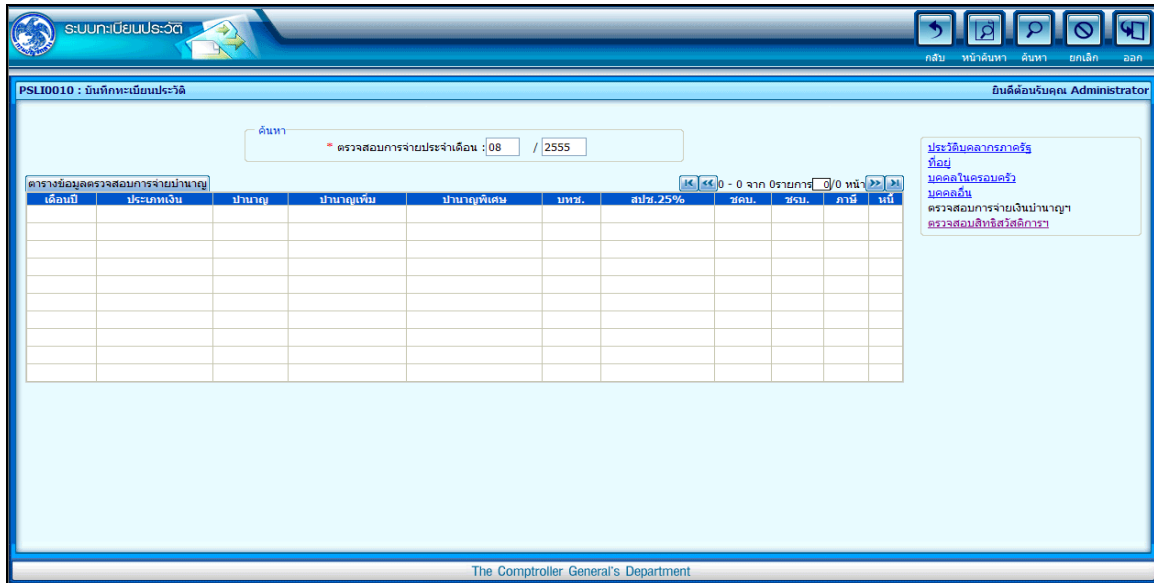 ระบบทะเบียนประวัติ
กลับ หน้าค้นหา ค้นหา ยกเลิก ออก
PSLI0010 : บันทึกทะเบียนประวัติ
ยินดีต้อนรับคุณ Administrator
ค้นหา
* ตรวจสอบการจ่ายประจำเดือน : 08 / 2555
ประวัติบุคลากรภาครัฐ
ที่อยู่
บุคคลในครอบครัว
บุคคลอื่น
ตรวจสอบการจ่ายเงินบำนาญฯ
ตรวจสอบสิทธิสวัสดิการฯ
ตารางข้อมูลตรวจสอบการจ่ายบำนาญ
0 - 0 จาก 0รายการ 0/0 หน้า
เดือนปี ประเภทเงิน บำนาญ บำนาญเพิ่ม บำนาญพิเศษ บทช. สปช.25% ชคบ. ชรบ. ภาษี หนี้
The Comptroller General's Department